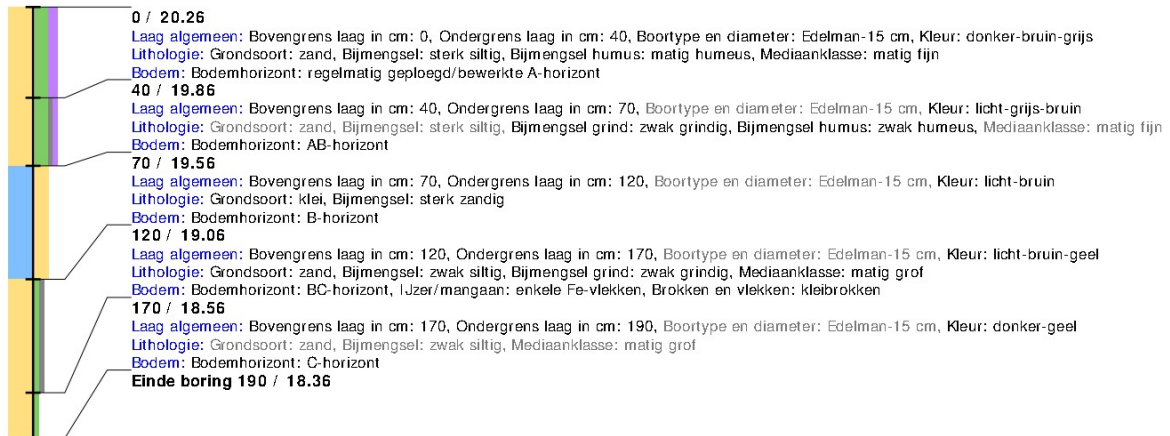 0 / 20.26
Laag algemeen: Bovengrens laag in cm: 0, Ondergrens laag in cm: 40, Boortype en diameter: Edelman-15 cm, Kleur: donker-bruin-grijs
Lithologie: Grondsoort: zand, Bijmengsel: sterk siltig, Bijmengsel humus: matig humeus, Mediaanklasse: matig fijn
Bodem: Bodemhorizont: regelmatig geploegd/bewerkte A-horizont
40 / 19.86
Laag algemeen: Bovengrens laag in cm: 40, Ondergrens laag in cm: 70, Boortype en diameter: Edelman-15 cm, Kleur: licht-grijs-bruin
Lithologie: Grondsoort: zand, Bijmengsel: sterk siltig, Bijmengsel grind: zwak grindig, Bijmengsel humus: zwak humeus, Mediaanklasse: matig fijn
Bodem: Bodemhorizont: AB-horizont
70 / 19.56
Laag algemeen: Bovengrens laag in cm: 70, Ondergrens laag in cm: 120, Boortype en diameter: Edelman-15 cm, Kleur: licht-bruin
Lithologie: Grondsoort: klei, Bijmengsel: sterk zandig
Bodem: Bodemhorizont: B-horizont
120 / 19.06
Laag algemeen: Bovengrens laag in cm: 120, Ondergrens laag in cm: 170, Boortype en diameter: Edelman-15 cm, Kleur: licht-bruin-geel
Lithologie: Grondsoort: zand, Bijmengsel: zwak siltig, Bijmengsel grind: zwak grindig, Mediaanklasse: matig grof
Bodem: Bodemhorizont: BC-horizont, IJzer/mangaan: enkele Fe-vlekken, Brokken en vlekken: kleibrokken
170 / 18.56
Laag algemeen: Bovengrens laag in cm: 170, Ondergrens laag in cm: 190, Boortype en diameter: Edelman-15 cm, Kleur: donker-geel
Lithologie: Grondsoort: zand, Bijmengsel: zwak siltig, Mediaanklasse: matig grof
Bodem: Bodemhorizont: C-horizont
Einde boring 190 / 18.36